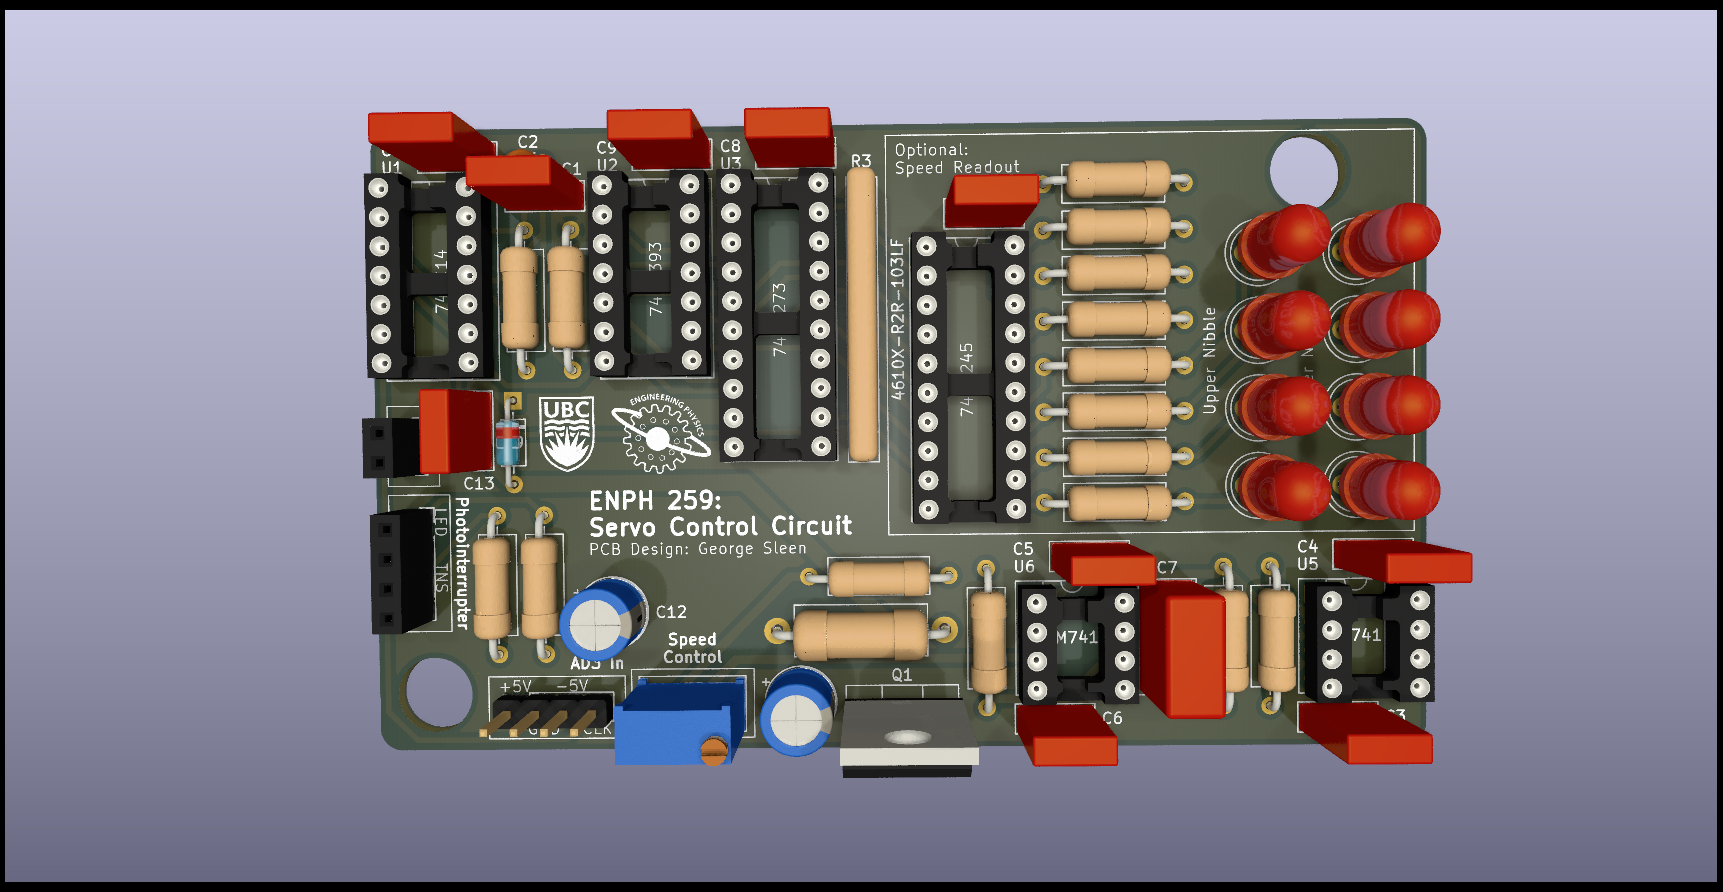 C2
C9
C8
C1
U1
U2
U3
R3
Optional:
Speed Readout
74 14
74 393
74 273
4610X-R2R-103LF
74 245
Upper Nibble
UBC
ENGINEERING PHYSICS
C13
ENPH 259:
Servo Control Circuit
PCB Design: George Sleen
PhotoInterrupter
LED
C12
Speed
Control
+5V
-5V
Q1
C5
U6
C7
C4
U5
M741
741
C6